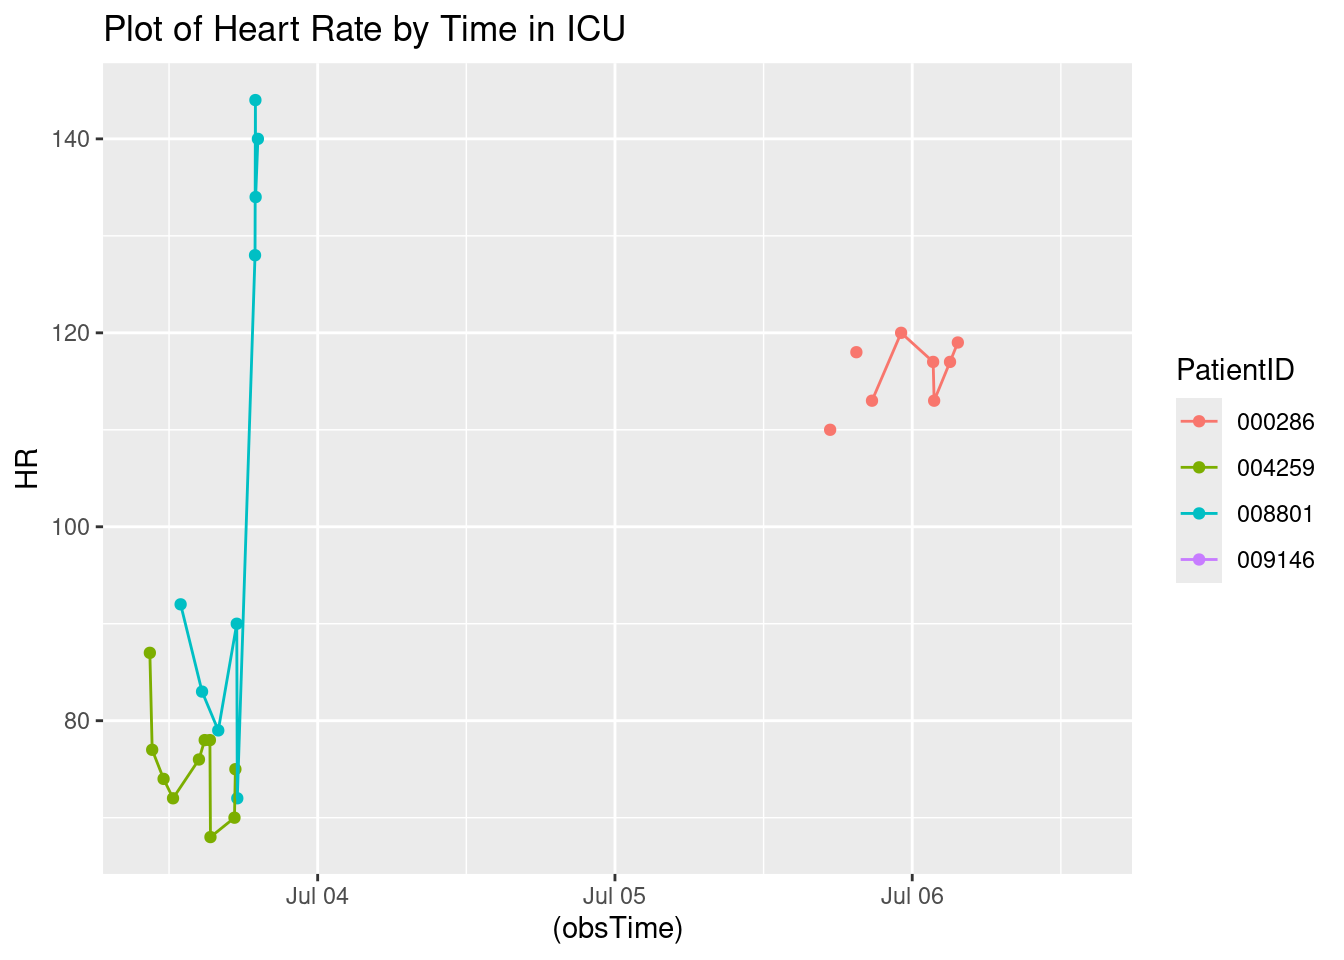 Plot of Heart Rate by Time in ICU
140
120
100
80
HR
Jul 04
Jul 05
Jul 06
(obsTime)
PatientID
000286
004259
008801
009146